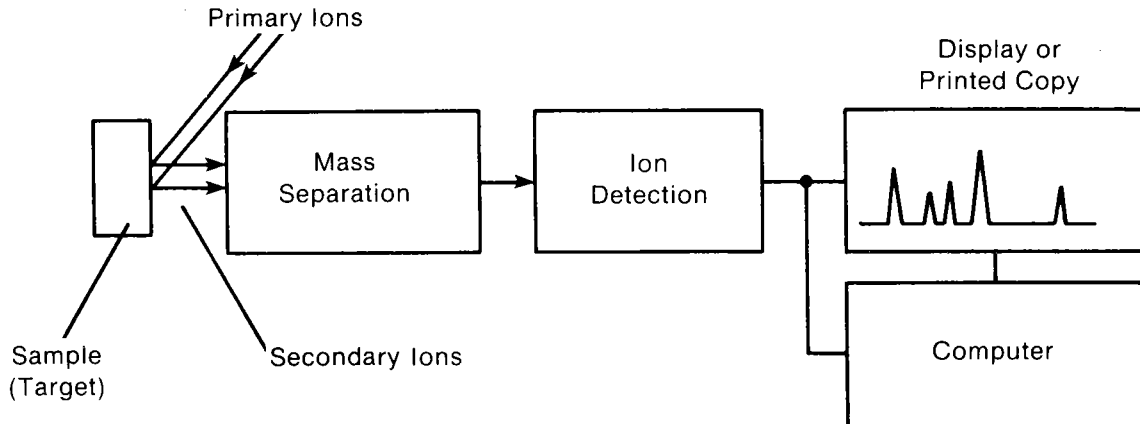 Primary Ions
Display or
Printed Copy
Mass
Separation
Ion
Detection
Sample
(Target)
Secondary Ions
Computer